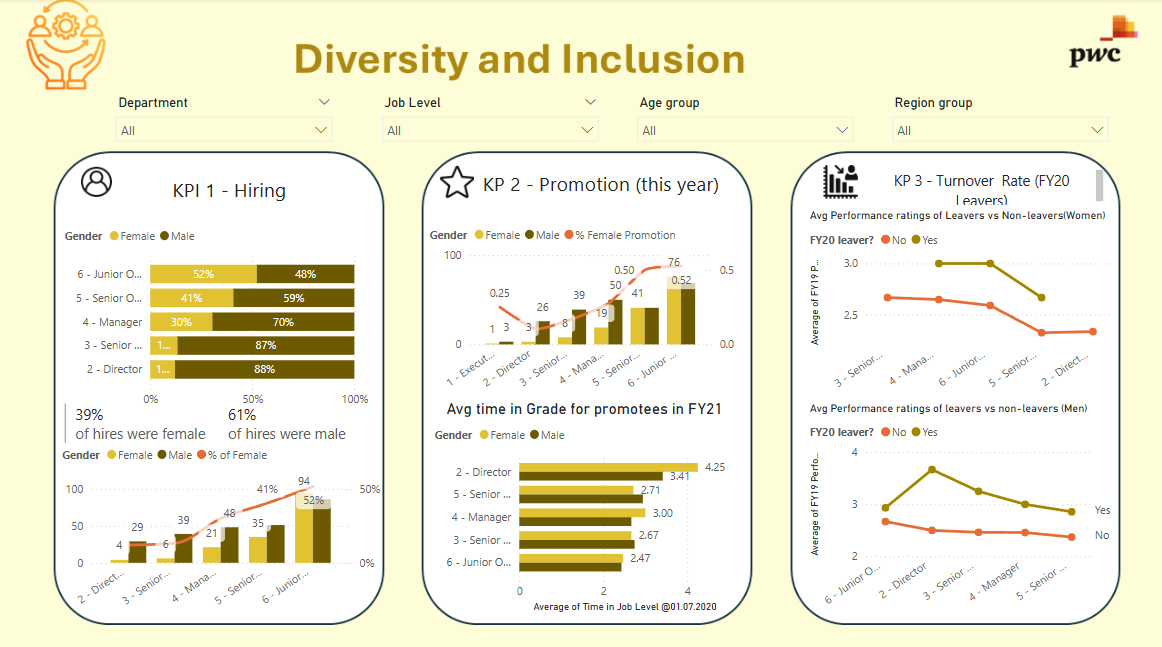 Diversity and Inclusion
pwc
Department
Job Level
Age group
Region group
All
All
All
All
KPI 1 - Hiring
Gender Female Male
6 - Junior O... 52% 48%
5 - Senior O... 41% 59%
4 - Manager 30% 70%
3 - Senior ... 1... 87%
2 - Director 1... 88%
0% 50% 100%
39%
of hires were female
61%
of hires were male
Gender Female Male % of Female
100 50 0
50% 0%
4 29 6 39 21 48 35 41% 94 52%
2 - Direct... 3 - Senior... 4 - Mana... 5 - Senior... 6 - Junior...
KP 2 - Promotion (this year)
Gender Female Male % Female Promotion
100 0
0.5 0.0
0.25 1 3 3 26 8 39 19 50 0.50 41 76 0.52
1 - Execut... 2 - Director 3 - Senior... 4 - Mana... 5 - Senior... 6 - Junior ...
Avg time in Grade for promotees in FY21
Gender Female Male
2 - Director 4.25 3.41
5 - Senior ... 2.71
4 - Manager 3.00
3 - Senior ... 2.67
6 - Junior O... 2.47
0 2 4
Average of Time in Job Level @01.07.2020
KP 3 - Turnover Rate (FY20
Leavers)
Avg Performance ratings of Leavers vs Non-leavers(Women)
FY20 leaver? No Yes
Average of FY19 P...
3.0
2.5
3 - Senior... 4 - Mana... 6 - Junior... 5 - Senior... 2 - Direct...
Avg Performance ratings of leavers vs non-leavers (Men)
FY20 leaver? No Yes
Average of FY19 Perfo...
4
3
2
Yes
No
6 - Junior O... 2 - Director 3 - Senior ... 4 - Manager 5 - Senior ...